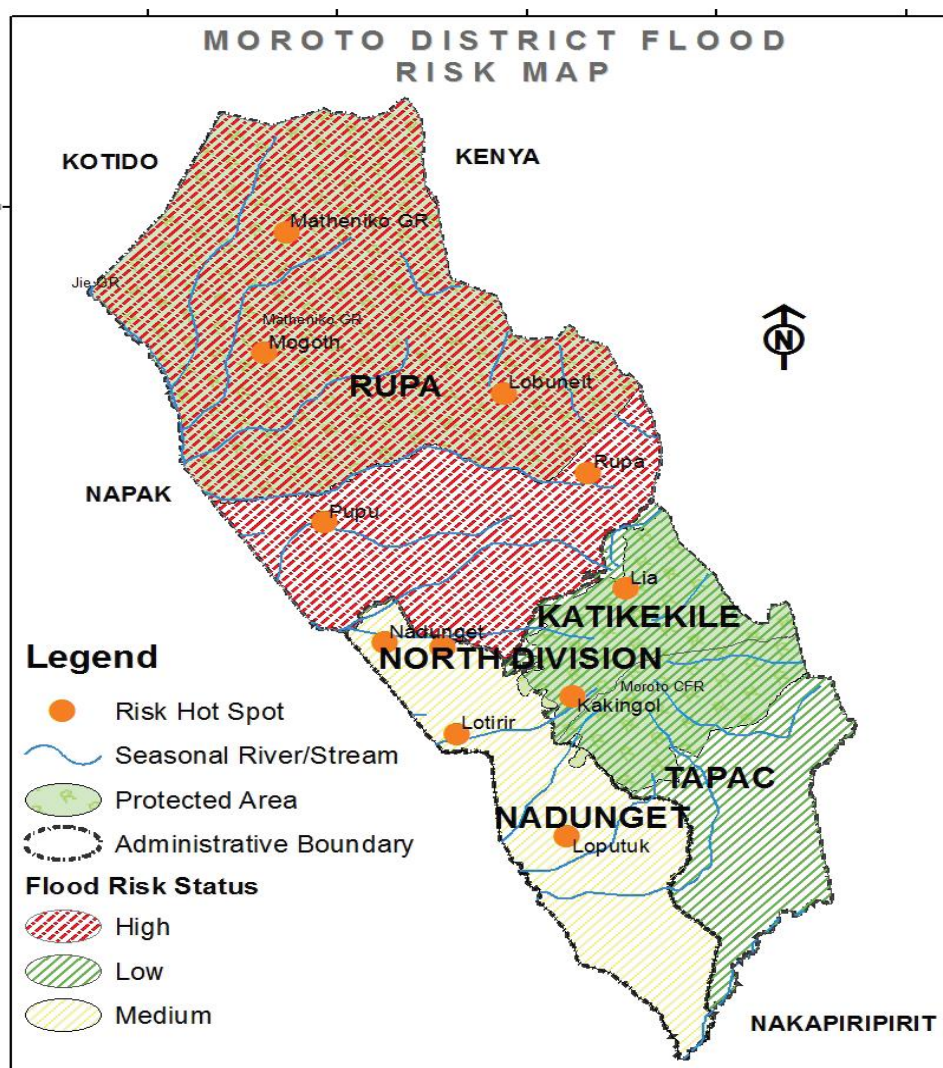 MOROTO DISTRICT FLOOD
RISK MAP
KOTIDO
KENYA
Matheniko GR
Jie GR
Matheniko GR
Mogoth
RUPA
Lobuneit
N
Rupa
NAPAK
Pupu
Lia
KATIKEKILE
Nadunget
NORTH DIVISION
Moroto CFR
Kakingol
Lotirir
TAPAC
NADUNGET
Loputuk
NAKAPIRIPIRIT
Legend
Risk Hot Spot
Seasonal River/Stream
Protected Area
Administrative Boundary
Flood Risk Status
High
Low
Medium